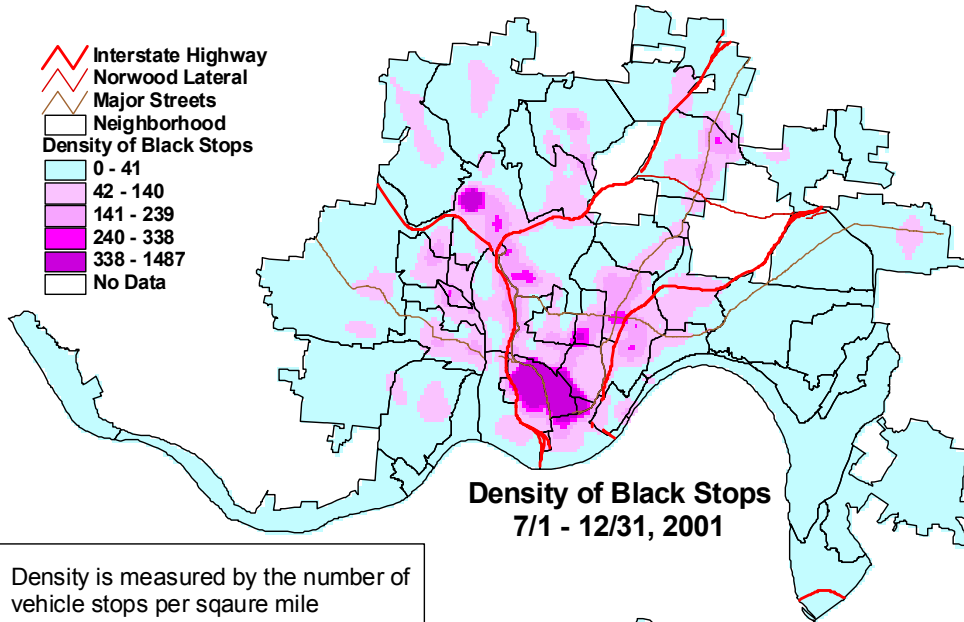 Interstate Highway
Norwood Lateral
Major Streets
Neighborhood
Density of Black Stops
0 - 41
42 - 140
141 - 239
240 - 338
338 - 1487
No Data
Density of Black Stops
7/1 - 12/31, 2001
Density is measured by the number of
vehicle stops per sqaure mile